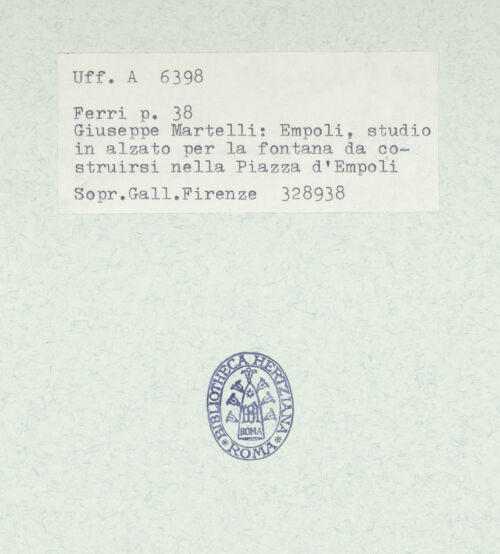 Uff. A 6398
Ferri p. 38
Giuseppe Martelli: Empoli, studio
in alzato per la fontana da co-
struirsi nella Piazza d'Empoli
Sopr.Gall.Firenze 328938
BIBLIOTHECA HERTZIANA
ROMA
* ROMA *